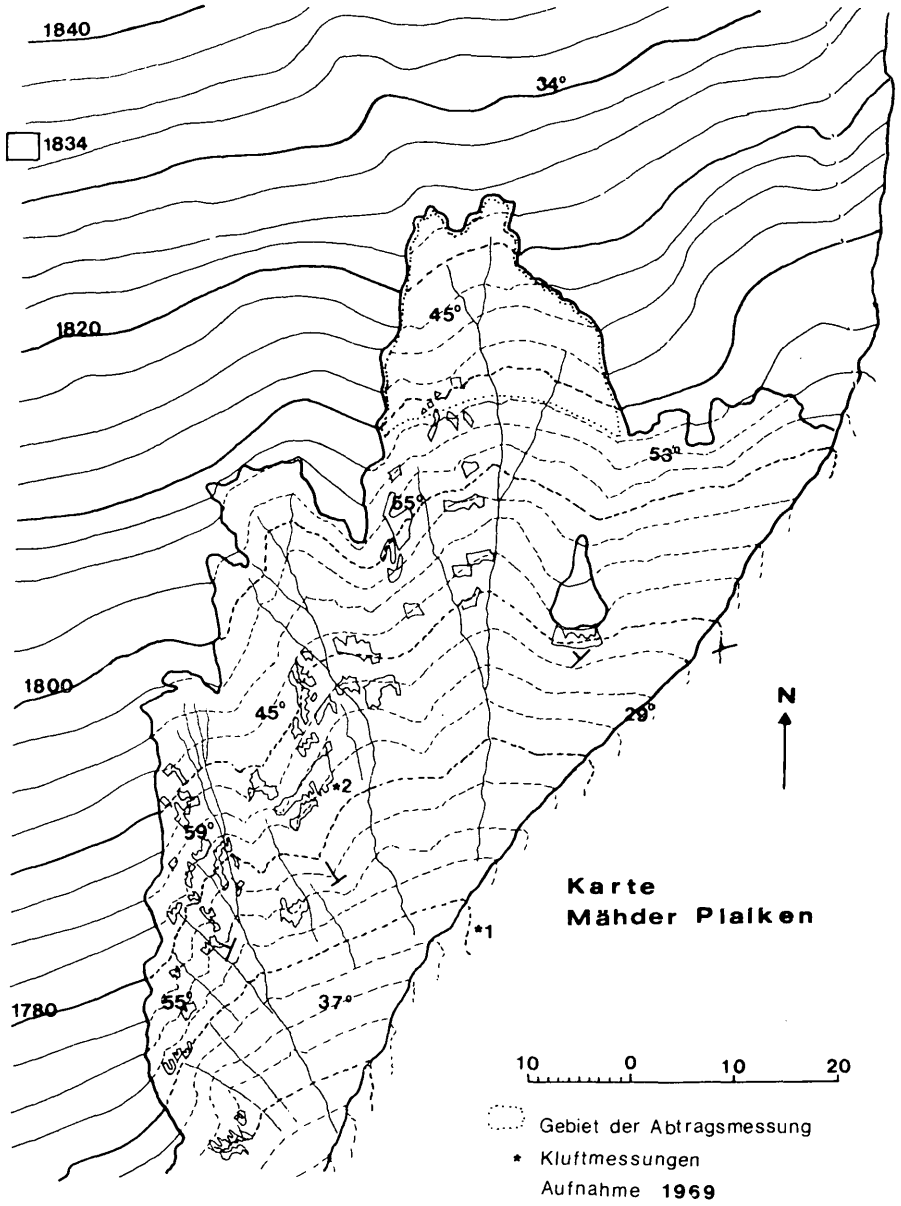 1840
34°
1834
45°
1820
53°
55°
1800
45°
29°
N
*2
59°
Karte
Mähder Plaiken
*1
55°
37°
1780
10 0 10 20
Gebiet der Abtragsmessung
* Kluftmessungen
Aufnahme 1969